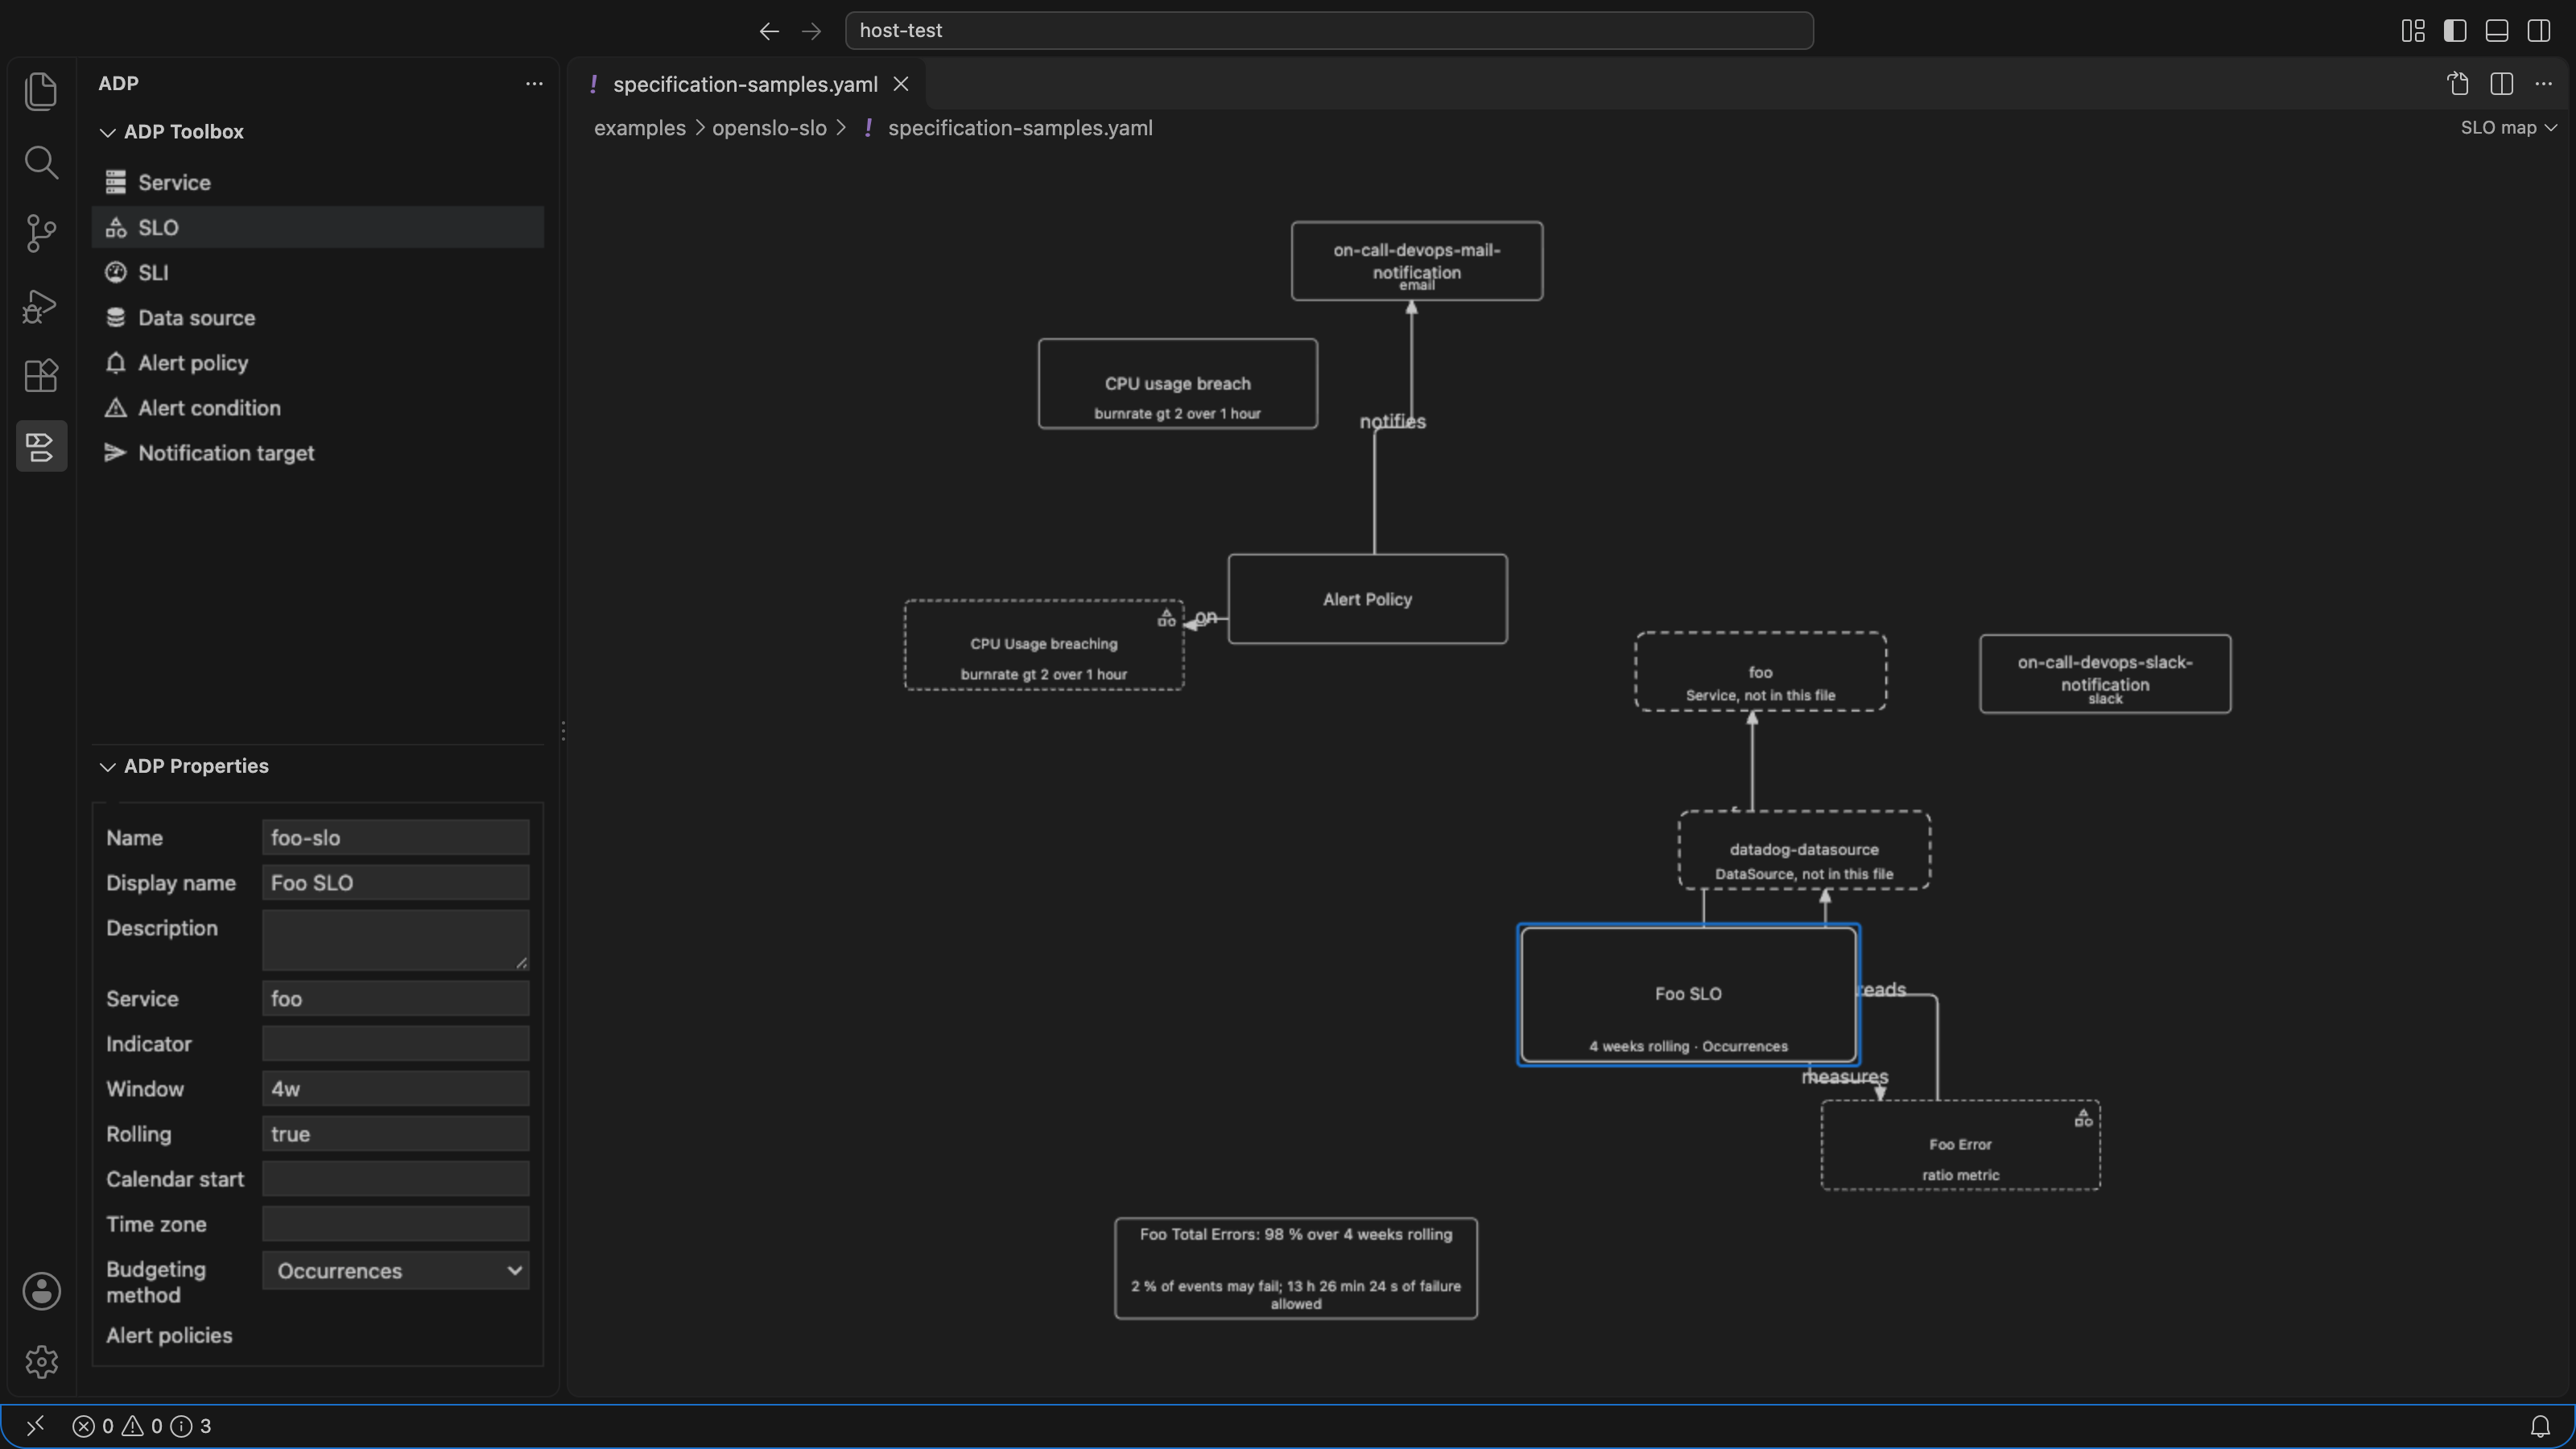 host-test
ADP
ADP Toolbox
Service
SLO
SLI
Data source
Alert policy
Alert condition
Notification target
ADP Properties
Name
foo-slo
Display name
Foo SLO
Description
Service
foo
Indicator
Window
4w
Rolling
true
Calendar start
Time zone
Budgeting
method
Occurrences
Alert policies
specification-samples.yaml
examples
openslo-slo
specification-samples.yaml
SLO map
on-call-devops-mail-
notification
email
CPU usage breach
burnrate gt 2 over 1 hour
notifies
Alert Policy
on
CPU Usage breaching
burnrate gt 2 over 1 hour
foo
Service, not in this file
on-call-devops-slack-
notification
slack
datadog-datasource
DataSource, not in this file
Foo SLO
4 weeks rolling · Occurrences
reads
measures
Foo Error
ratio metric
Foo Total Errors: 98 % over 4 weeks rolling
2 % of events may fail; 13 h 26 min 24 s of failure
allowed
0
0
3